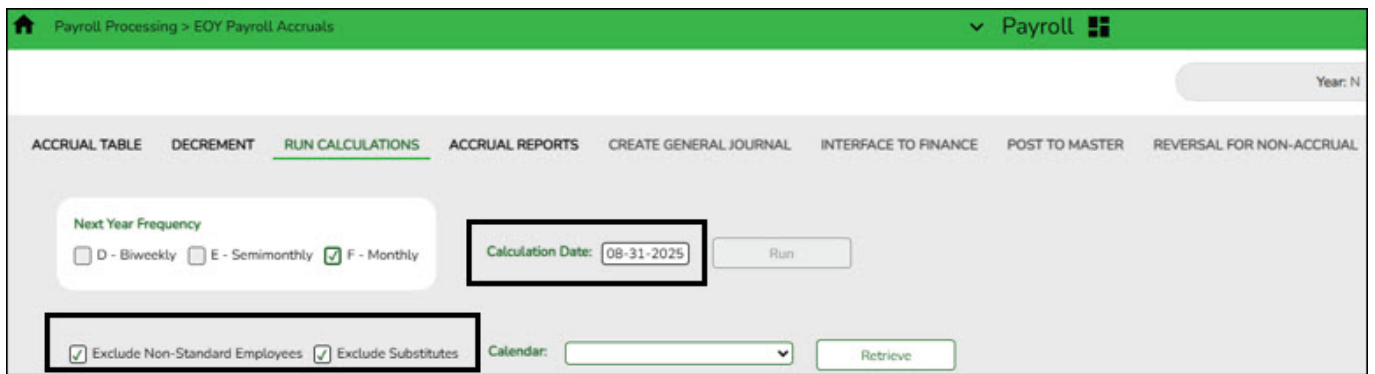 Payroll Processing > EOY Payroll Accruals
Payroll
Year: N
ACCRUAL TABLE DECREMENT RUN CALCULATIONS ACCRUAL REPORTS CREATE GENERAL JOURNAL INTERFACE TO FINANCE POST TO MASTER REVERSAL FOR NON-ACCRUAL
Next Year Frequency
D - Biweekly E - Semimonthly F - Monthly
Calculation Date: 08-31-2025 Run
Exclude Non-Standard Employees Exclude Substitutes Calendar: Retrieve